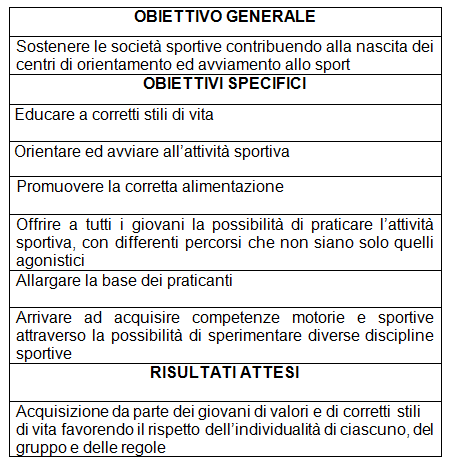 OBIETTIVO GENERALE
Sostenere le società sportive contribuendo alla nascita dei
centri di orientamento ed avviamento allo sport
OBIETTIVI SPECIFICI
Educare a corretti stili di vita
Orientare ed avviare all'attività sportiva
Promuovere la corretta alimentazione
Offrire a tutti i giovani la possibilità di praticare l'attività
sportiva, con differenti percorsi che non siano solo quelli
agonistici
Allargare la base dei praticanti
Arrivare ad acquisire competenze motorie e sportive
attraverso la possibilità di sperimentare diverse discipline
sportive
RISULTATI ATTESI
Acquisizione da parte dei giovani di valori e di corretti stili
di vita favorendo il rispetto dell'individualità di ciascuno, del
gruppo e delle regole